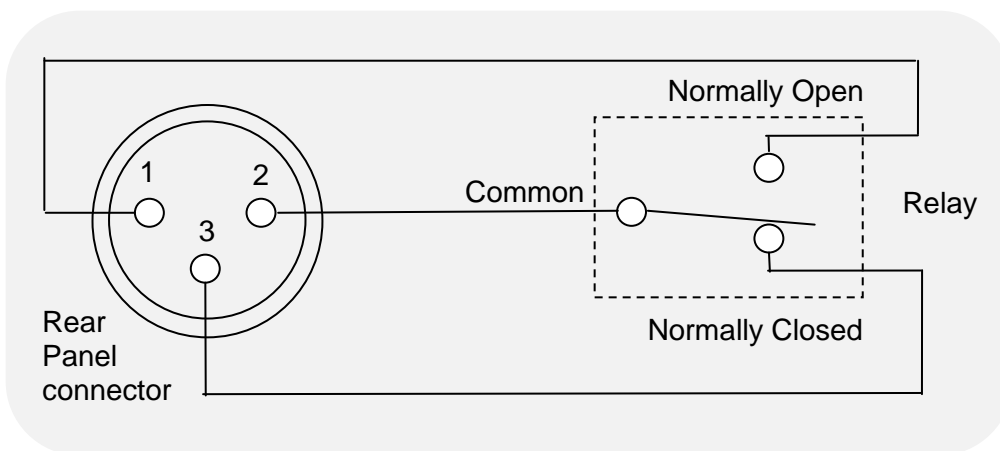 Normally Open
1
2
Common
3
Relay
Rear
Panel
connector
Normally Closed